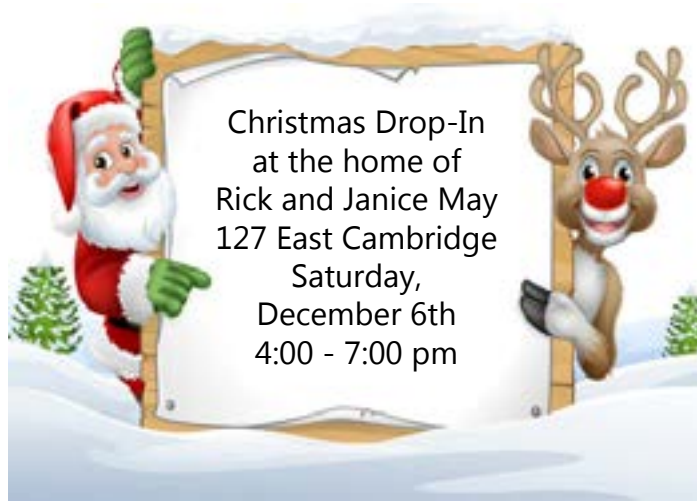 Christmas Drop-In
at the home of
Rick and Janice May
127 East Cambridge
Saturday,
December 6th
4:00 - 7:00 pm